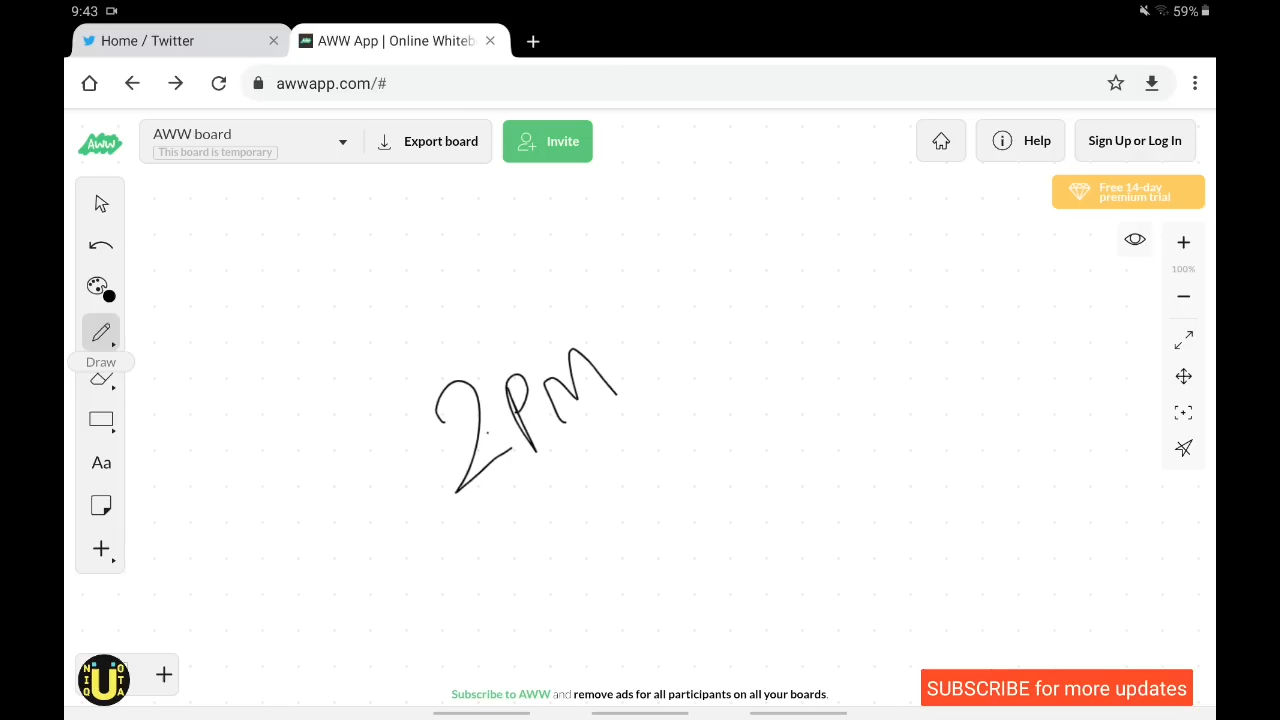 9:43
59%
Home / Twitter
AWW App | Online Whiteb
awwapp.com/#
AWW
AWW board
This board is temporary
Export board
Invite
Help
Sign Up or Log In
Free 14-day
premium trial
100%
Draw
Aa
2PM
Subscribe to AWW and remove ads for all participants on all your boards.
SUBSCRIBE for more updates